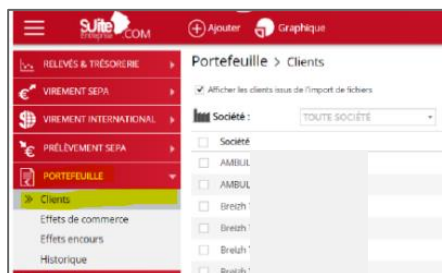 SUite Entreprise .COM
Ajouter
Graphique
RELEVÉS & TRÉSORERIE
VIREMENT SEPA
VIREMENT INTERNATIONAL
PRÉLÈVEMENT SEPA
PORTEFEUILLE
Clients
Effets de commerce
Effets encours
Historique
Portefeuille > Clients
Afficher les clients issus de l'import de fichiers
Société :
TOUTE SOCIÉTÉ
Société
AMBUL
AMBUL
Breizh
Breizh
Breizh
Breizh